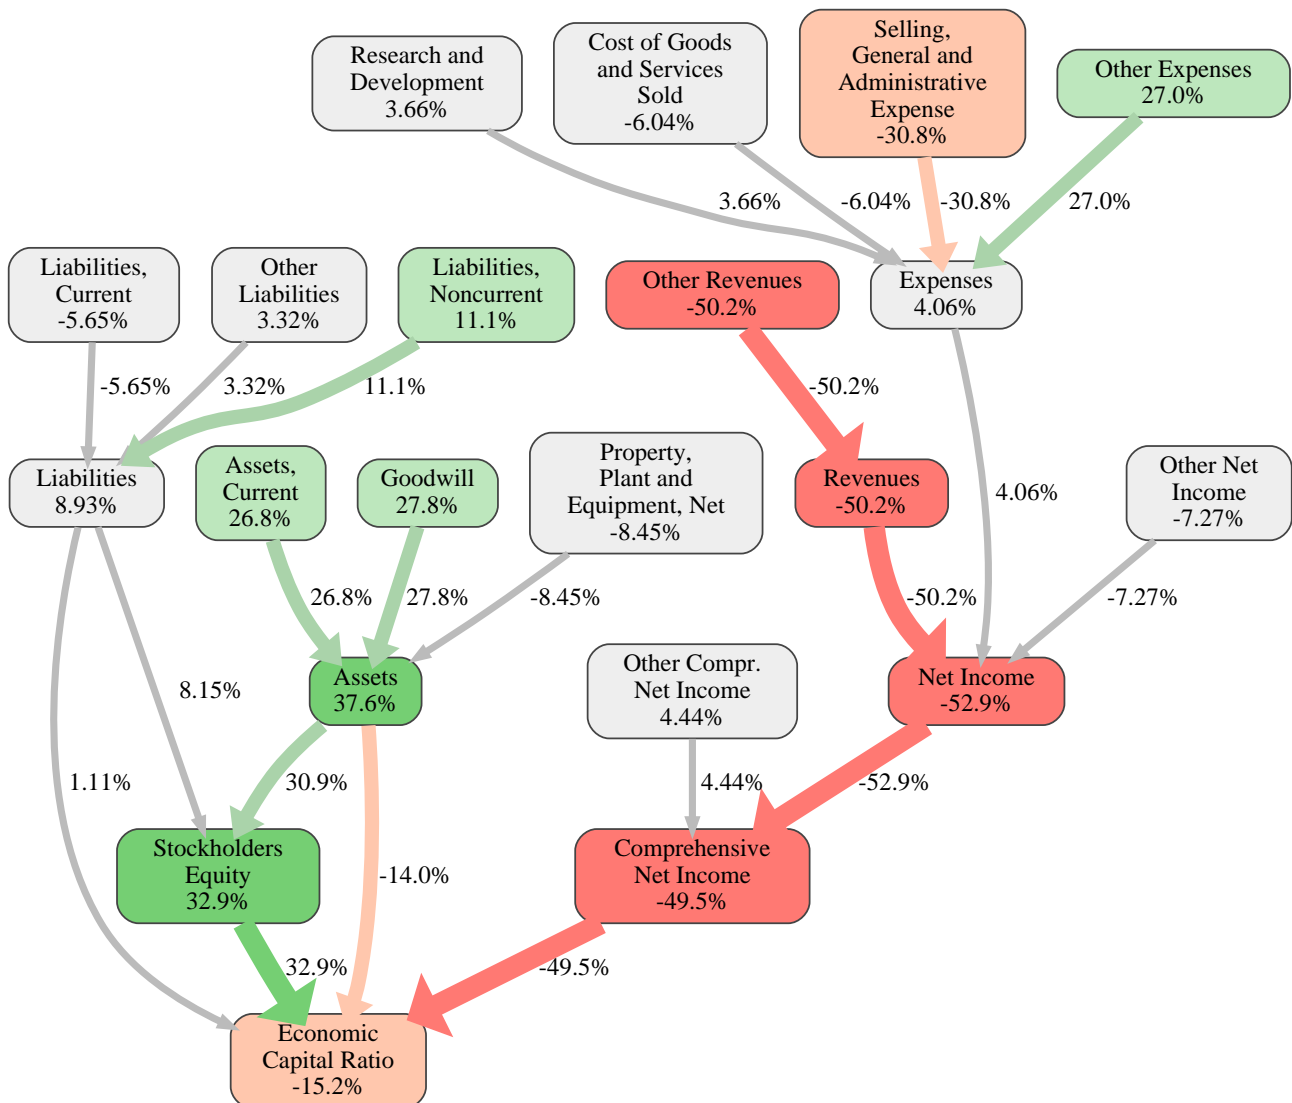 Research and
Development
3.66%
Cost of Goods
and Services
Sold
-6.04%
Selling,
General and
Administrative
Expense
-30.8%
Other Expenses
27.0%
3.66%
-6.04%
-30.8%
27.0%
Liabilities,
Current
-5.65%
Other
Liabilities
3.32%
Liabilities,
Noncurrent
11.1%
Other Revenues
-50.2%
Expenses
4.06%
-5.65%
3.32%
11.1%
-50.2%
Liabilities
8.93%
Assets,
Current
26.8%
Goodwill
27.8%
Property,
Plant and
Equipment, Net
-8.45%
Revenues
-50.2%
4.06%
Other Net
Income
-7.27%
26.8%
27.8%
-8.45%
-50.2%
-7.27%
8.15%
Assets
37.6%
Other Compr.
Net Income
4.44%
Net Income
-52.9%
1.11%
30.9%
4.44%
-52.9%
Stockholders
Equity
32.9%
-14.0%
Comprehensive
Net Income
-49.5%
32.9%
-49.5%
Economic
Capital Ratio
-15.2%